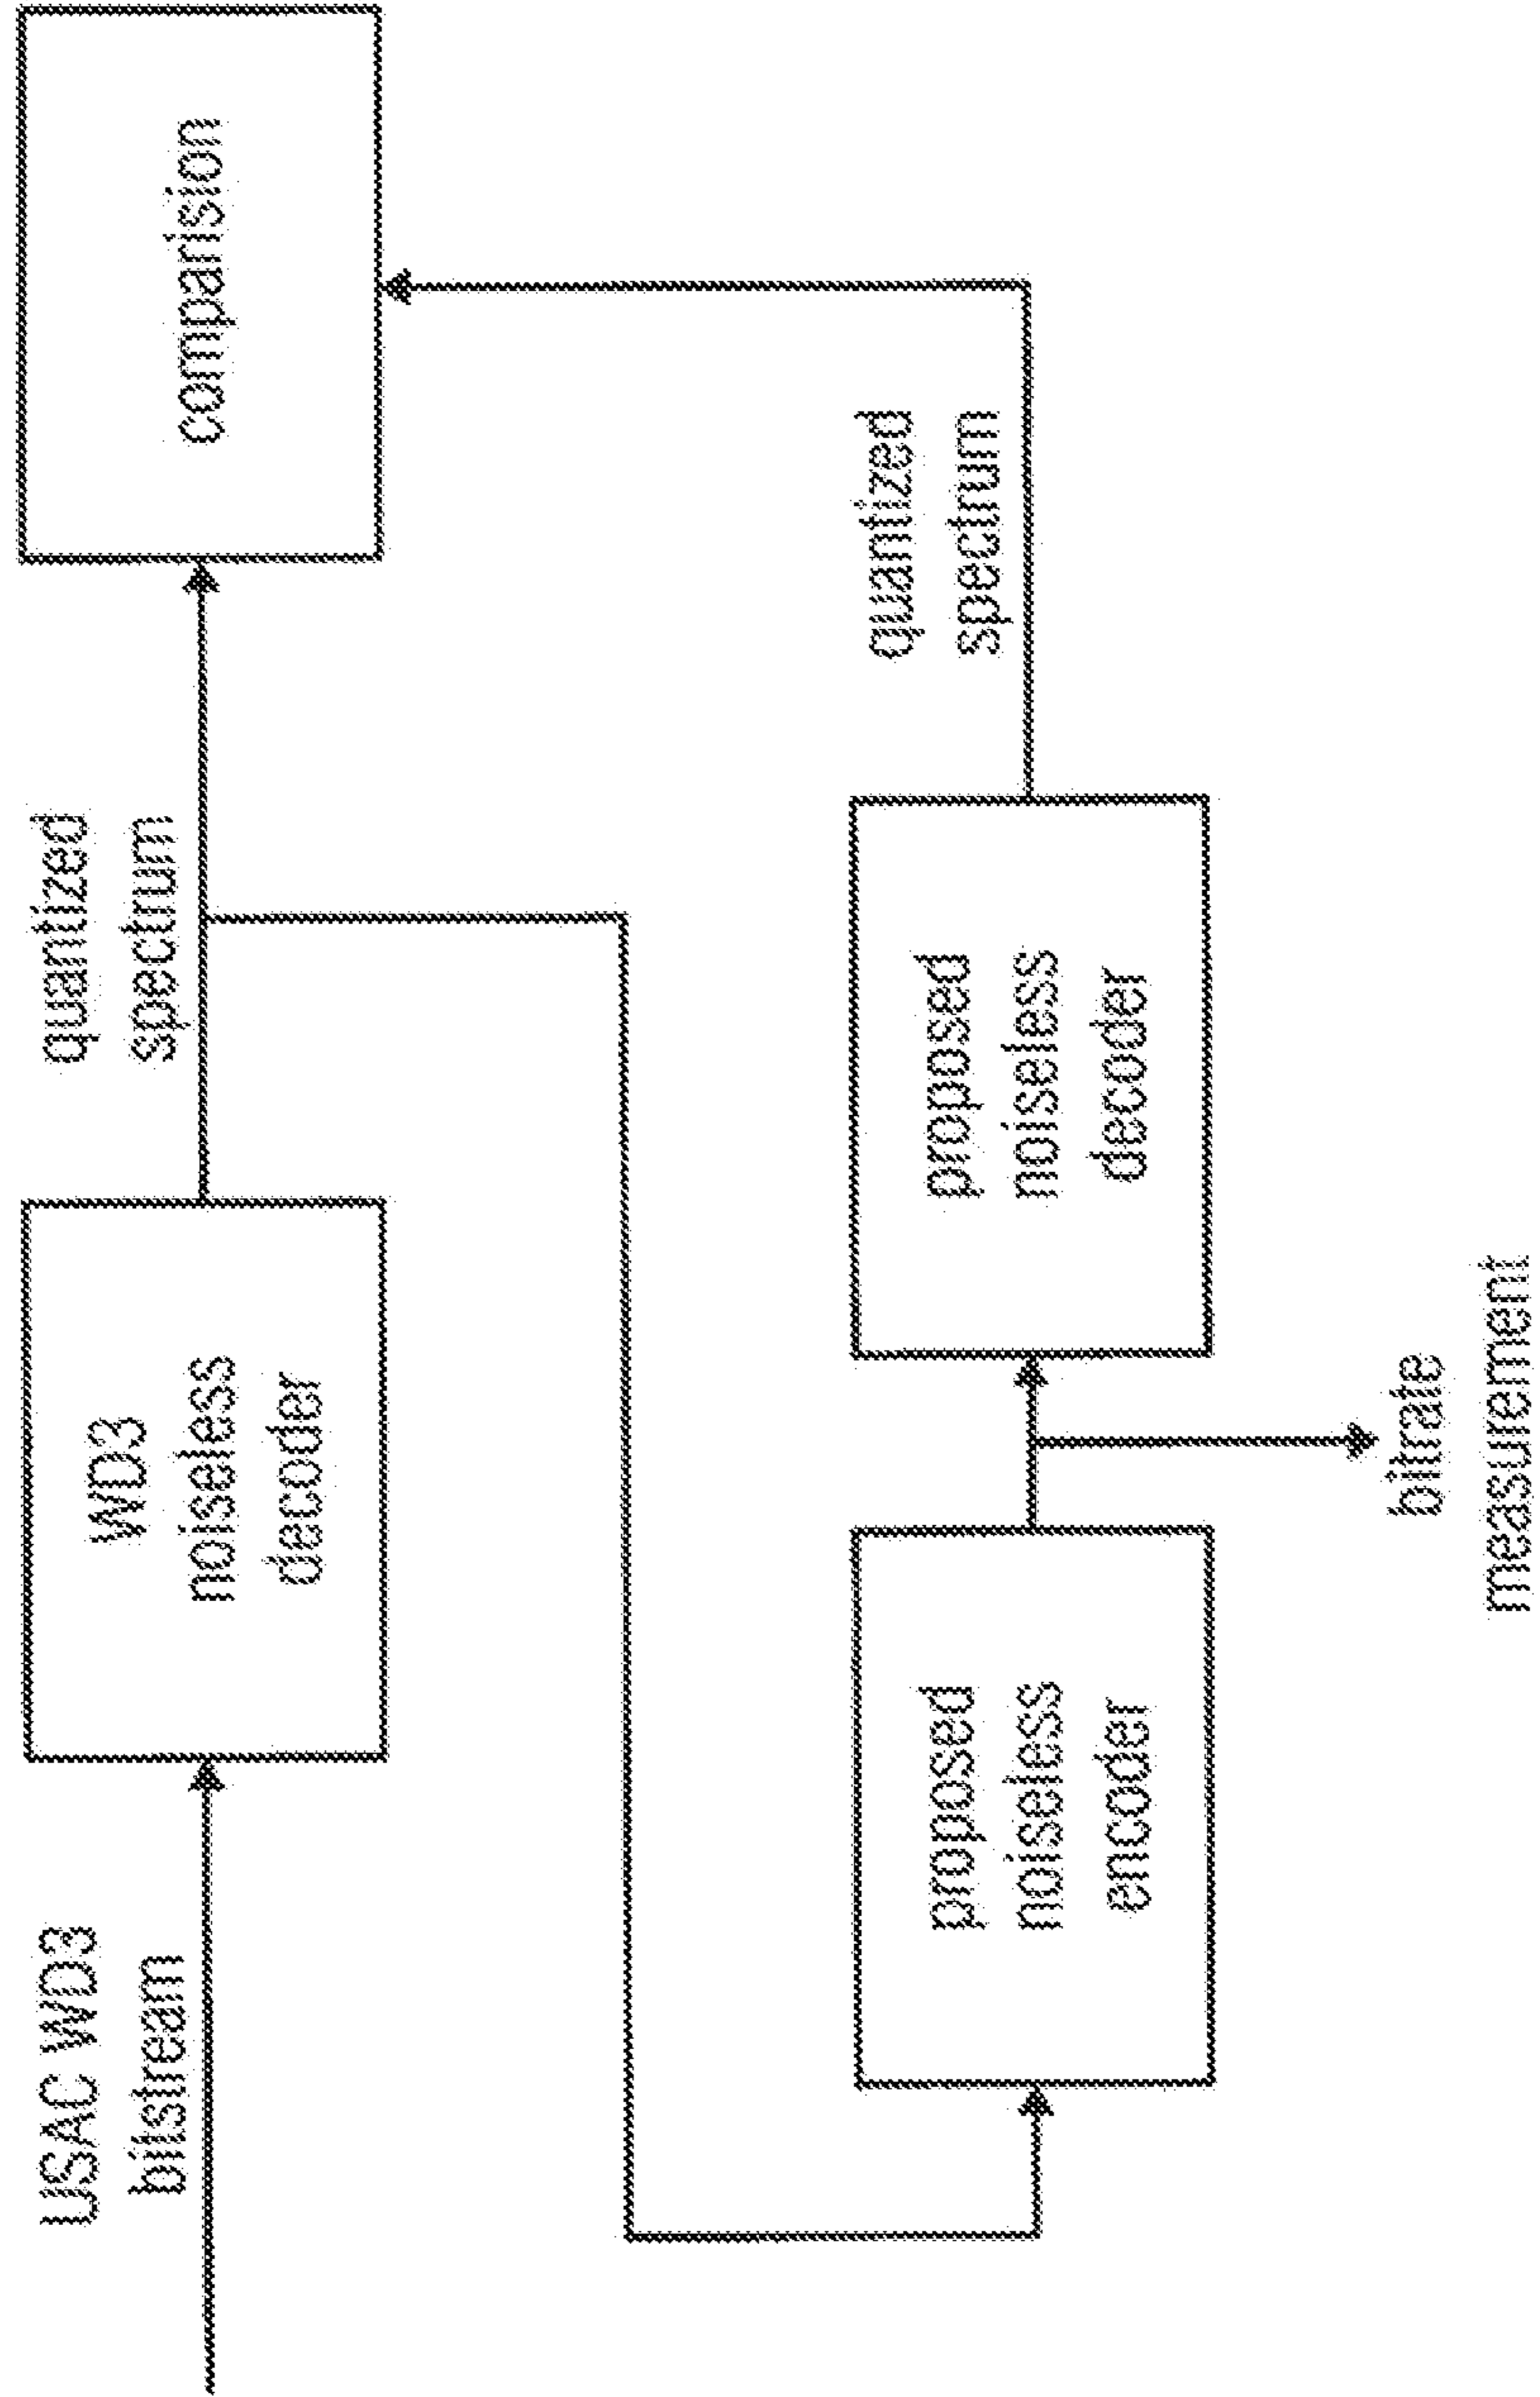 USAC WD3
bitstream
WD3
noiseless
decoder
quantized
spectrum
comparision
proposed
noiseless
encoder
bitrate
measurement
proposed
noiseless
decoder
quantized
spectrum